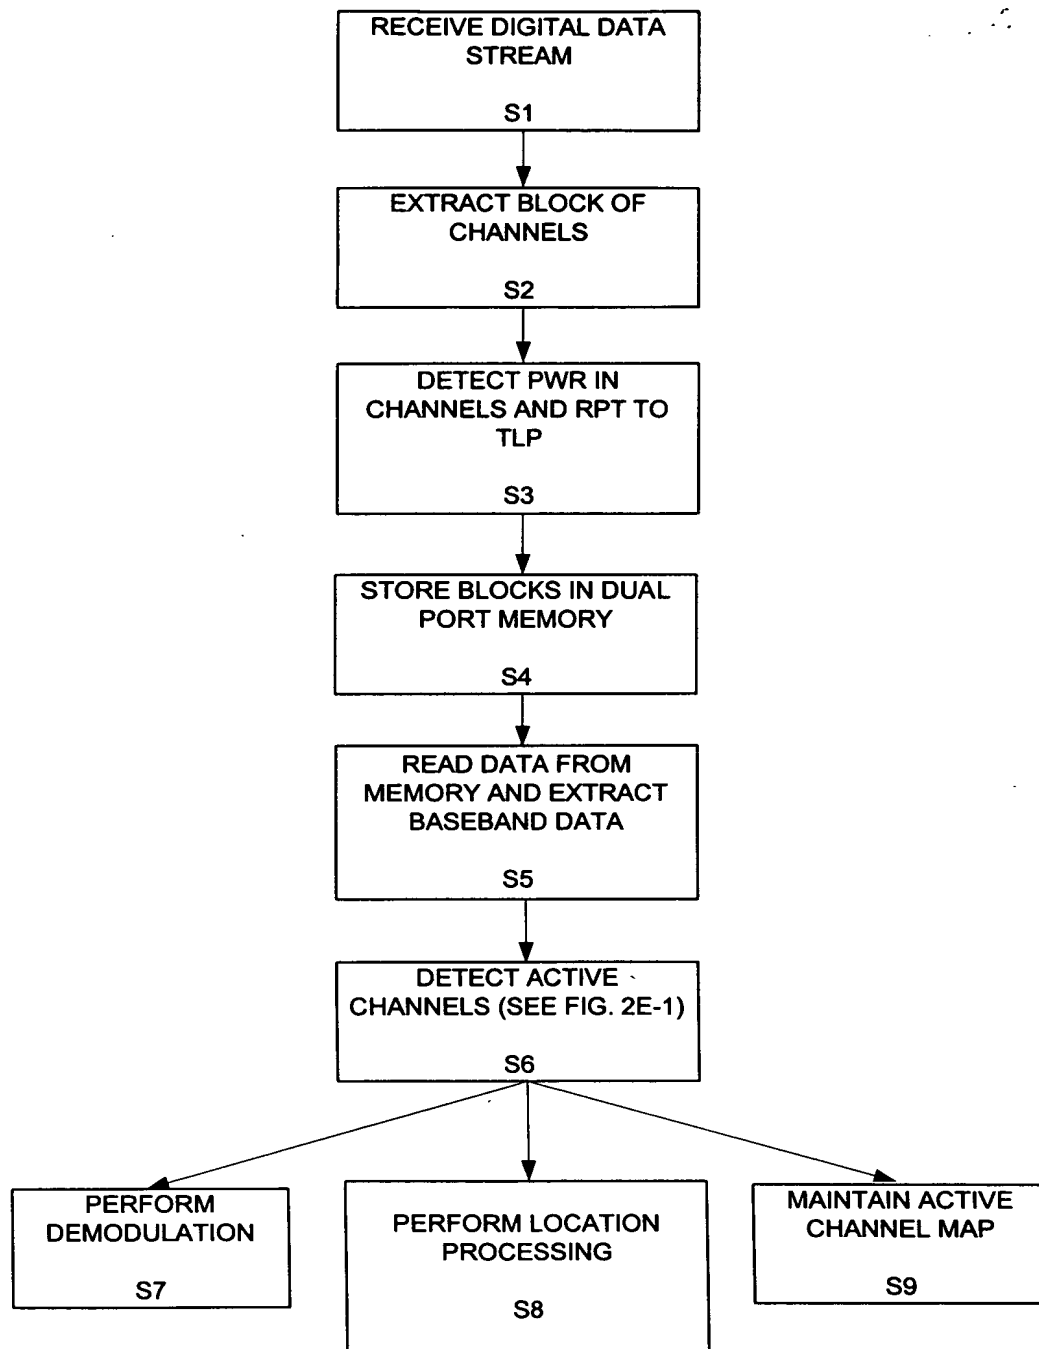 RECEIVE DIGITAL DATA
STREAM
S1
EXTRACT BLOCK OF
CHANNELS
S2
DETECT PWR IN
CHANNELS AND RPT TO
TLP
S3
STORE BLOCKS IN DUAL
PORT MEMORY
S4
READ DATA FROM
MEMORY AND EXTRACT
BASEBAND DATA
S5
DETECT ACTIVE
CHANNELS (SEE FIG. 2E-1)
S6
PERFORM
DEMODULATION
S7
PERFORM LOCATION
PROCESSING
S8
MAINTAIN ACTIVE
CHANNEL MAP
S9